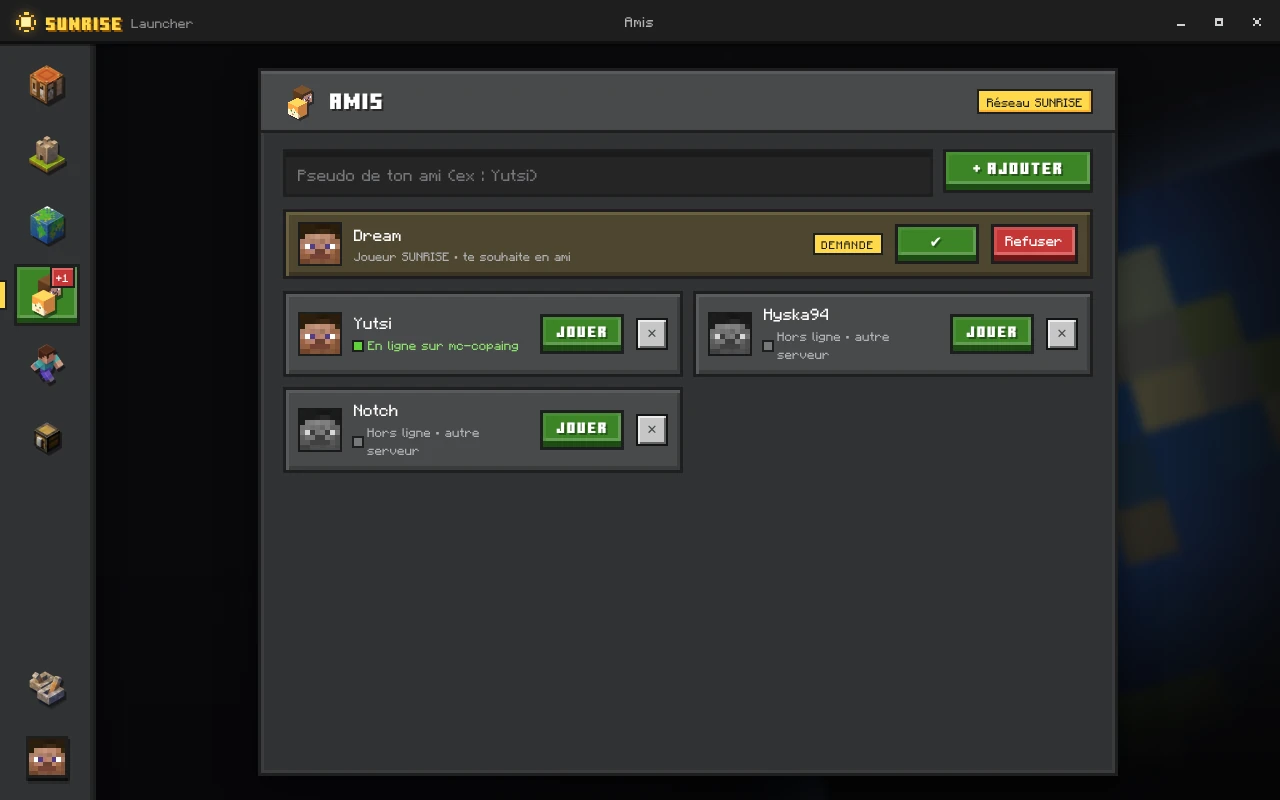 SUNRISE Launcher
Amis
+1
AMIS
Réseau SUNRISE
Pseudo de ton ami (ex : Yutsi)
+ AJOUTER
Dream
Joueur SUNRISE • te souhaite en ami
DEMANDE
✔
Refuser
Yutsi
En ligne sur mc-copaing
JOUER
×
Hyska94
Hors ligne • autre
serveur
JOUER
×
Notch
Hors ligne • autre
serveur
JOUER
×